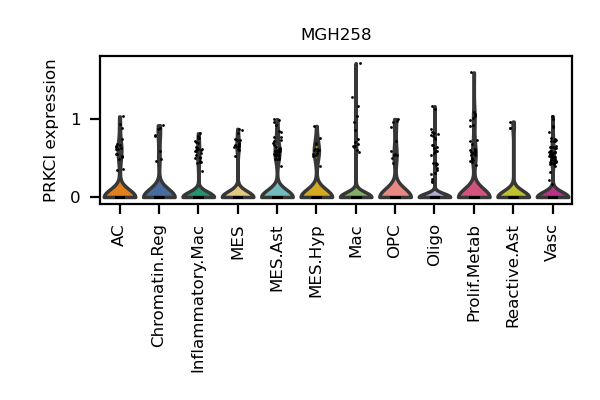 MGH258
PRKCI expression
1
0
AC
Chromatin.Reg
Inflammatory.Mac
MES
MES.Ast
MES.Hyp
Mac
OPC
Oligo
Prolif.Metab
Reactive.Ast
Vasc